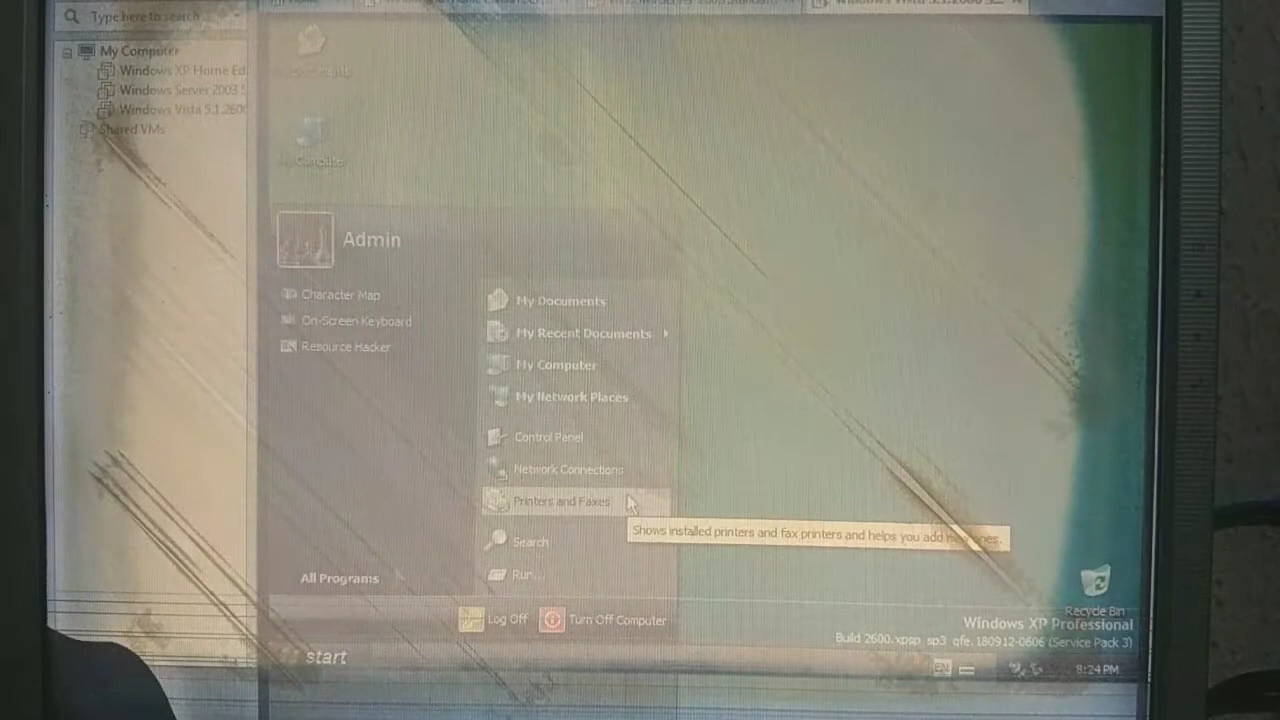 Type here to search
My Computer
Windows XP Home Ed
Windows Server 2003 S
Windows Vista 5.1.2600
Shared VMs
My Computer
Admin
Character Map
On-Screen Keyboard
Resource Hacker
My Documents
My Recent Documents
My Computer
My Network Places
Control Panel
Network Connections
Printers and Faxes
Shows installed printers and fax printers and helps you add new ones.
Search
Run...
All Programs
Log Off
Turn Off Computer
Recycle Bin
Windows XP Professional
Build 2600.xpsp_sp3_qfe.180912-0606 (Service Pack 3)
start
EN
8:24 PM